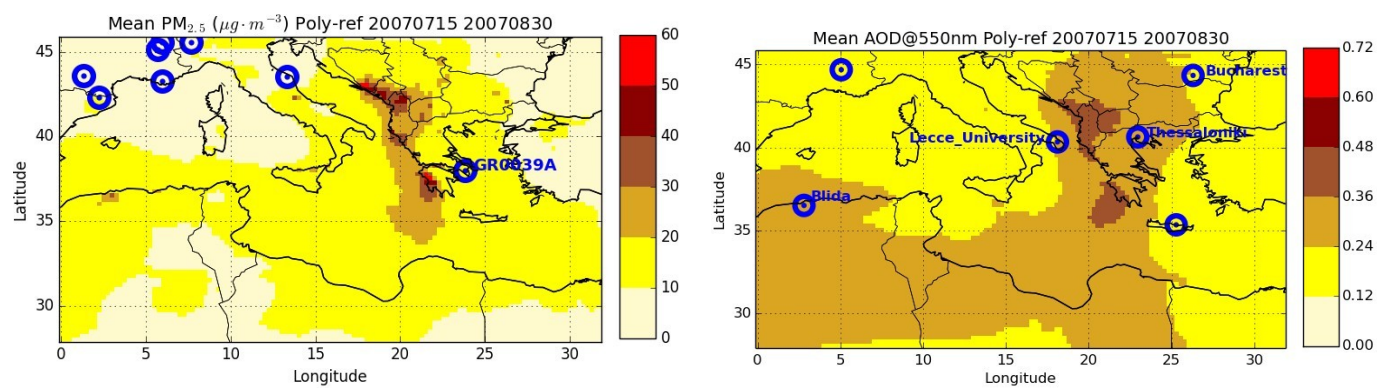 Mean PM₂.₅ (μg·m⁻³) Poly-ref 20070715 20070830
45
40
35
30
0 5 10 15 20 25 30
Latitude
Longitude
GR0039A
60
50
40
30
20
10
0
Mean AOD@550nm Poly-ref 20070715 20070830
45
40
35
30
0 5 10 15 20 25 30
Latitude
Longitude
Bucharest
Lecce_University
Thessaloniki
Blida
0.72
0.60
0.48
0.36
0.24
0.12
0.00